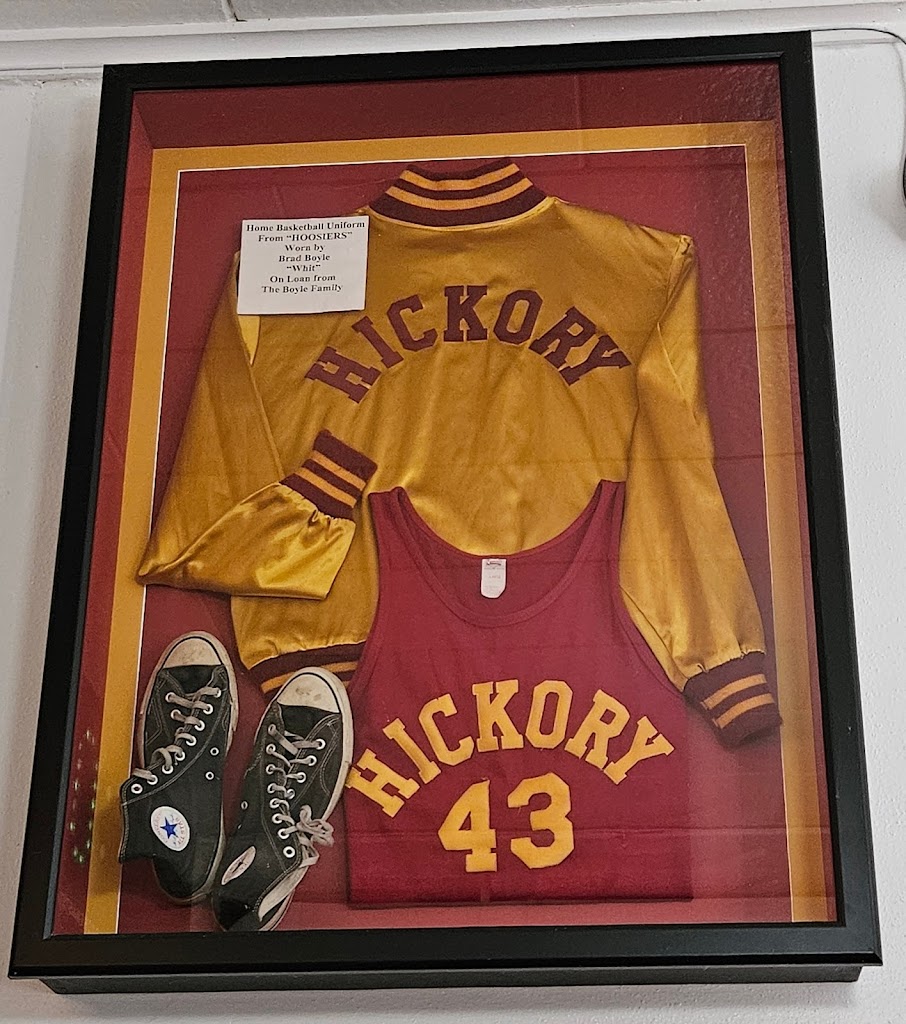 Home Basketball Uniform
From "HOOSIERS"
Worn by
Brad Boyle
"Whit"
On Loan from
The Boyle Family
HICKORY
HICKORY
43